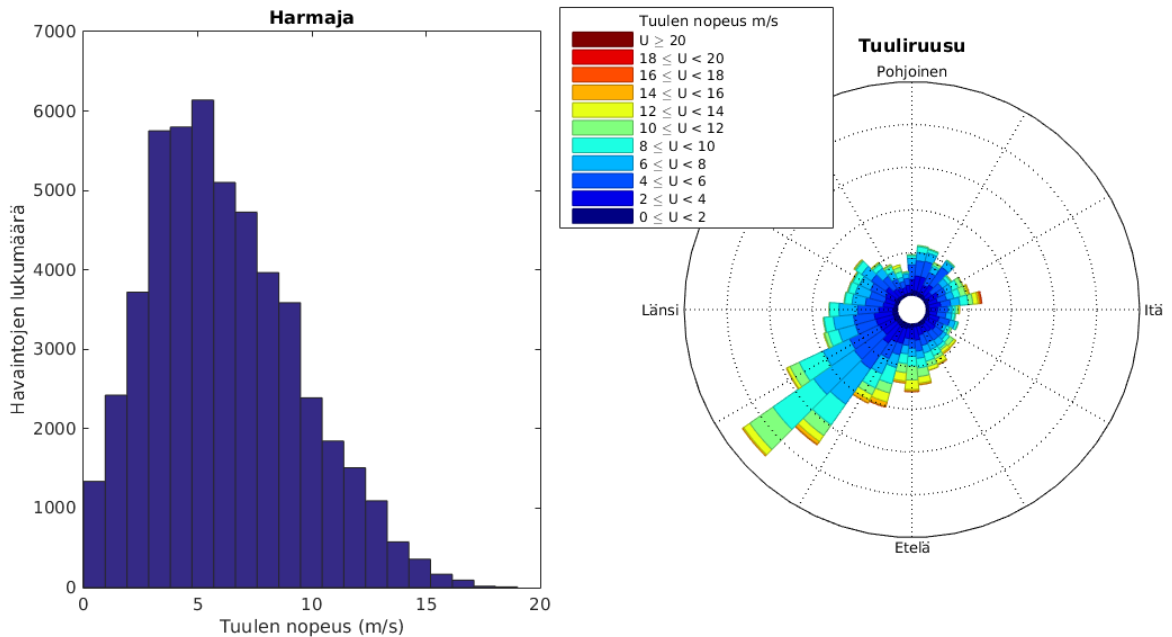 Harmaja
7000
6000
5000
4000
3000
2000
1000
0
Havaintojen lukumäärä
0
5
10
15
20
Tuulen nopeus (m/s)
Tuulen nopeus m/s
U ≥ 20
18 ≤ U < 20
16 ≤ U < 18
14 ≤ U < 16
12 ≤ U < 14
10 ≤ U < 12
8 ≤ U < 10
6 ≤ U < 8
4 ≤ U < 6
2 ≤ U < 4
0 ≤ U < 2
Tuuliruusu
Pohjoinen
Länsi
Itä
Etelä